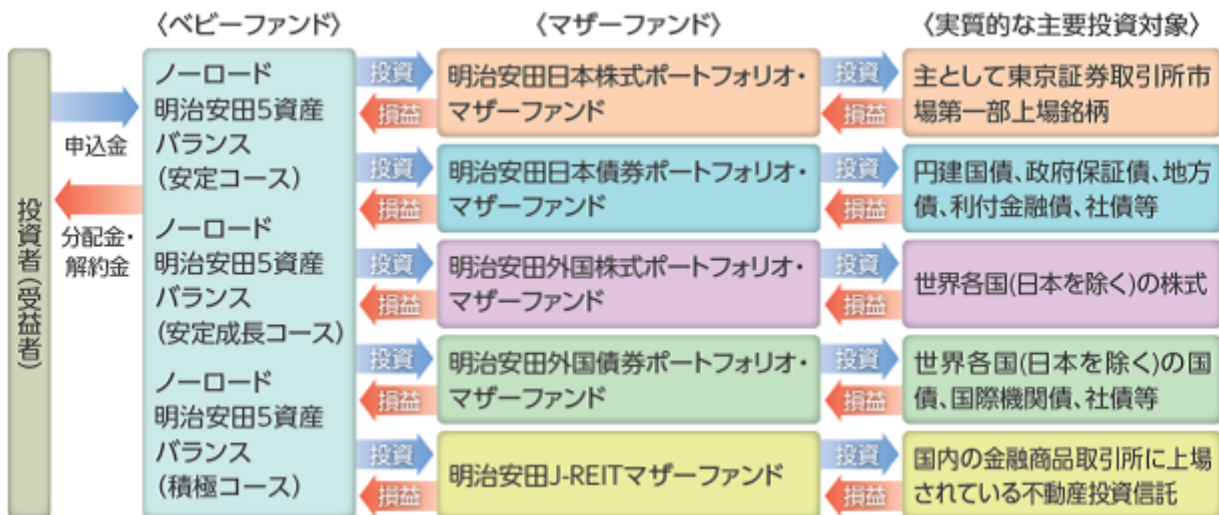 〈ベビーファンド〉
〈マザーファンド〉
〈実質的な主要投資対象〉
投資者(受益者)
申込金
分配金・
解約金
ノーロード
明治安田5資産
バランス
(安定コース)
ノーロード
明治安田5資産
バランス
(安定成長コース)
ノーロード
明治安田5資産
バランス
(積極コース)
投資
損益
明治安田日本株式ポートフォリオ・
マザーファンド
投資
損益
主として東京証券取引所市
場第一部上場銘柄
投資
損益
明治安田日本債券ポートフォリオ・
マザーファンド
投資
損益
円建国債、政府保証債、地方
債、利付金融債、社債等
投資
損益
明治安田外国株式ポートフォリオ・
マザーファンド
投資
損益
世界各国(日本を除く)の株式
投資
損益
明治安田外国債券ポートフォリオ・
マザーファンド
投資
損益
世界各国(日本を除く)の国
債、国際機関債、社債等
投資
損益
明治安田J-REITマザーファンド
投資
損益
国内の金融商品取引所に上場
されている不動産投資信託